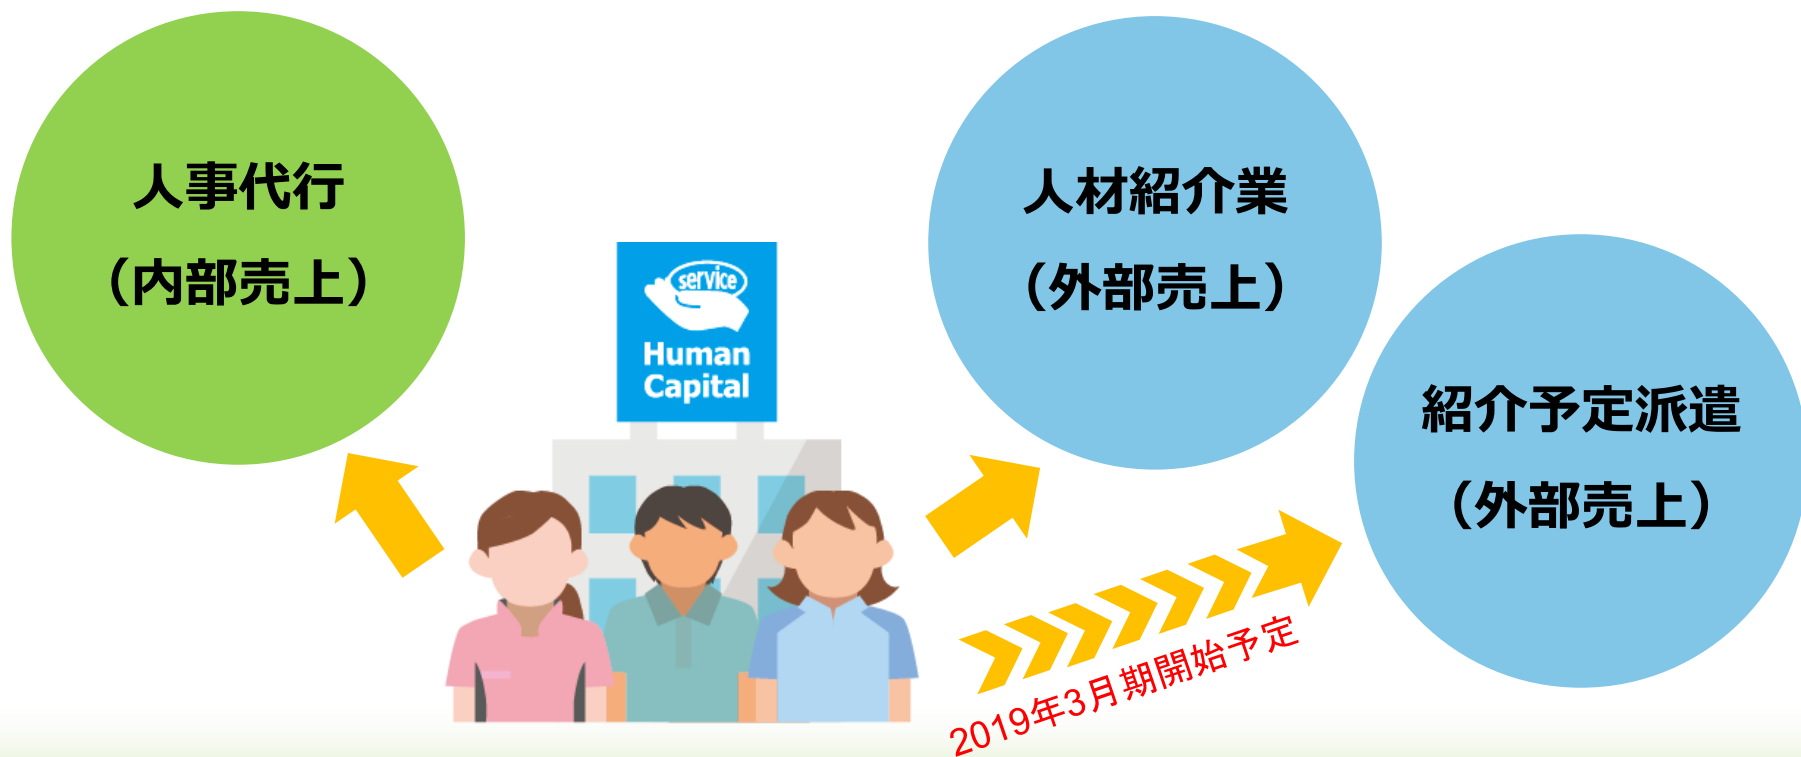 人事代行
（内部売上）
service
Human
Capital
人材紹介業
（外部売上）
紹介予定派遣
（外部売上）
2019年3月期開始予定